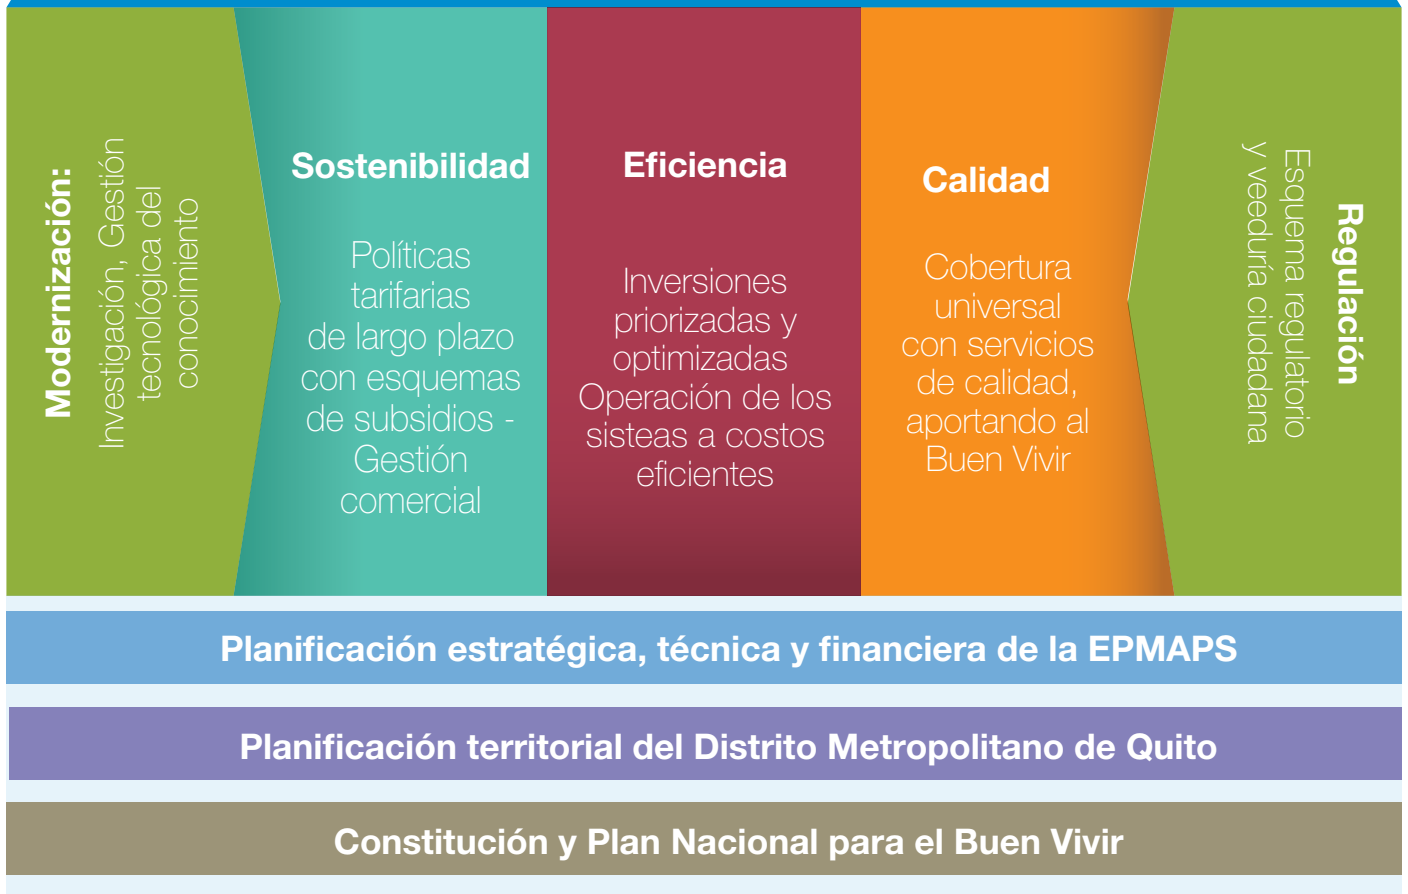 Modernización:
Investigación, Gestión
tecnológica del
conocimiento
Sostenibilidad
Políticas
tarifarias
de largo plazo
con esquemas
de subsidios -
Gestión
comercial
Eficiencia
Inversiones
priorizadas y
optimizadas
Operación de los
sisteas a costos
eficientes
Calidad
Cobertura
universal
con servicios
de calidad,
aportando al
Buen Vivir
Regulación
Esquema regulatorio
y veeduría ciudadana
Planificación estratégica, técnica y financiera de la EPMAPS
Planificación territorial del Distrito Metropolitano de Quito
Constitución y Plan Nacional para el Buen Vivir